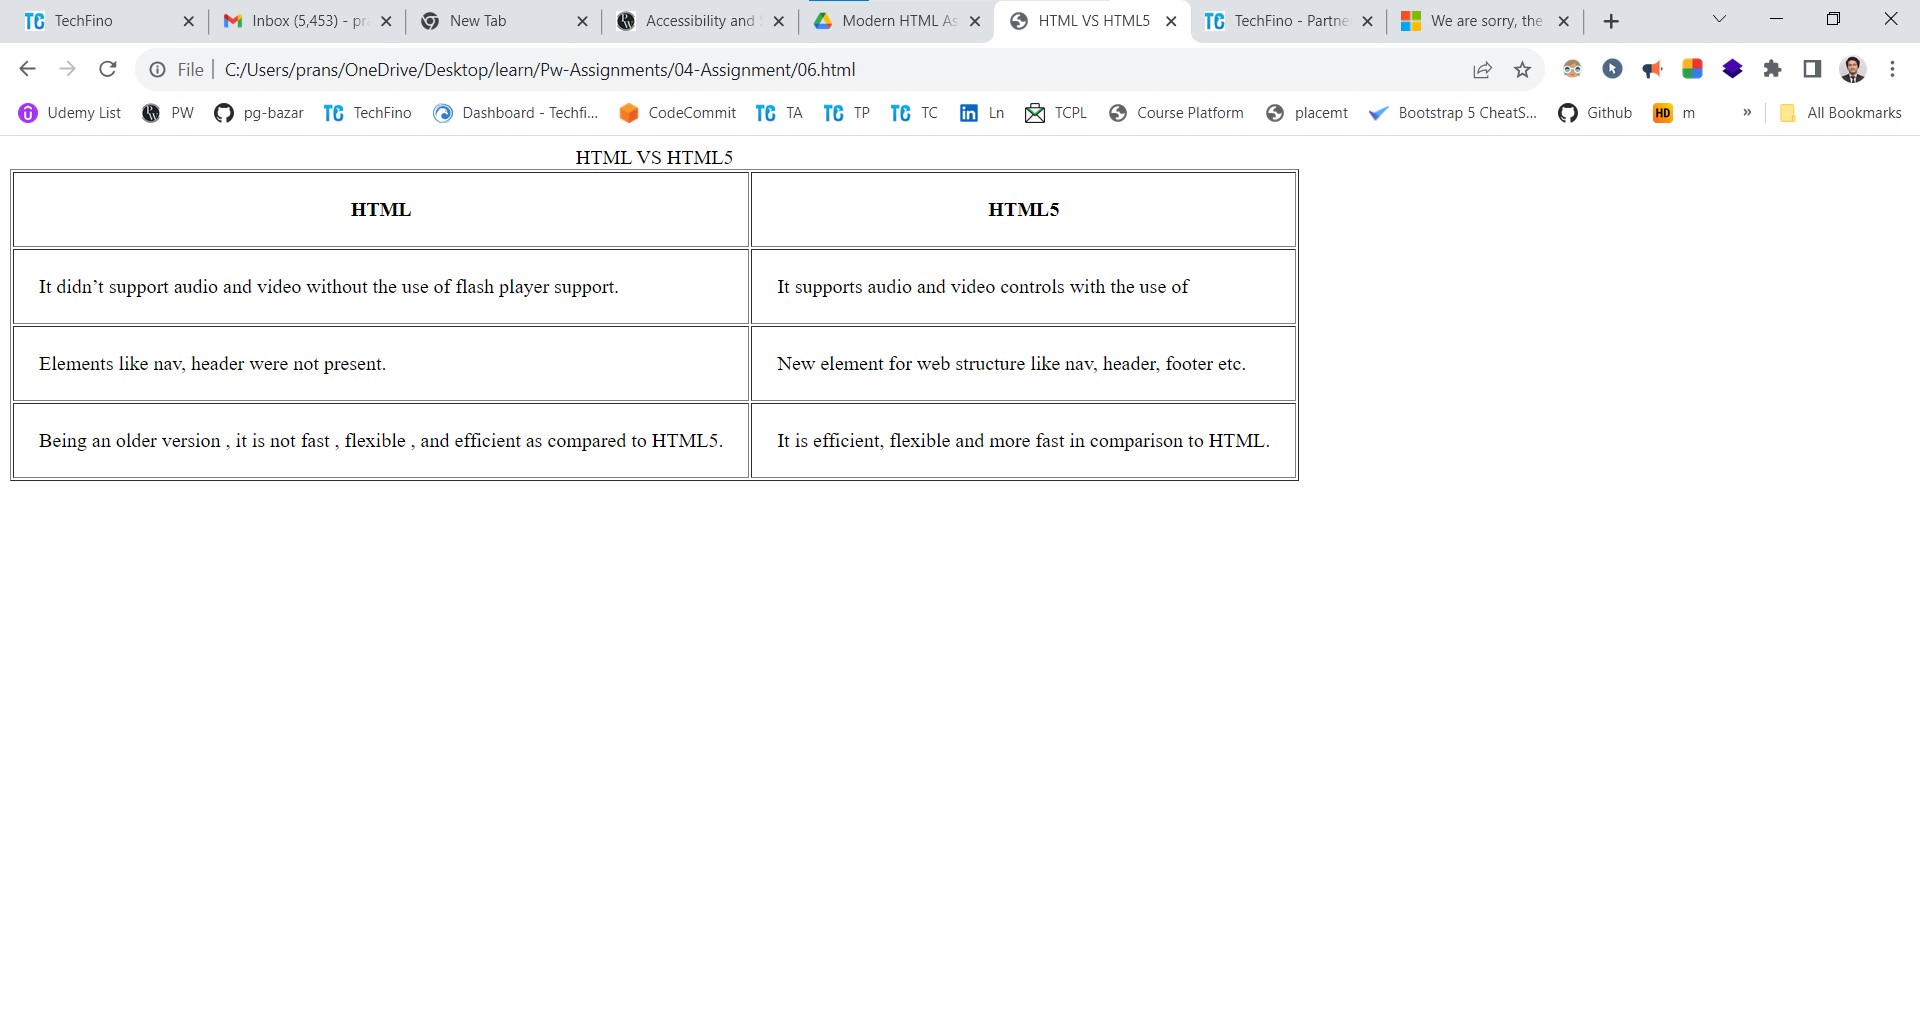 TechFino
Inbox (5,453) - pr
New Tab
Accessibility and
Modern HTML As
HTML VS HTML5
TechFino - Partne
We are sorry, the
File
C:/Users/prans/OneDrive/Desktop/learn/Pw-Assignments/04-Assignment/06.html
Udemy List
PW
pg-bazar
TechFino
Dashboard - Techfi...
CodeCommit
TA
TP
TC
Ln
TCPL
Course Platform
placemt
Bootstrap 5 CheatS...
Github
HD m
»
All Bookmarks
HTML VS HTML5
HTML
HTML5
It didn’t support audio and video without the use of flash player support.
It supports audio and video controls with the use of
Elements like nav, header were not present.
New element for web structure like nav, header, footer etc.
Being an older version , it is not fast , flexible , and efficient as compared to HTML5.
It is efficient, flexible and more fast in comparison to HTML.